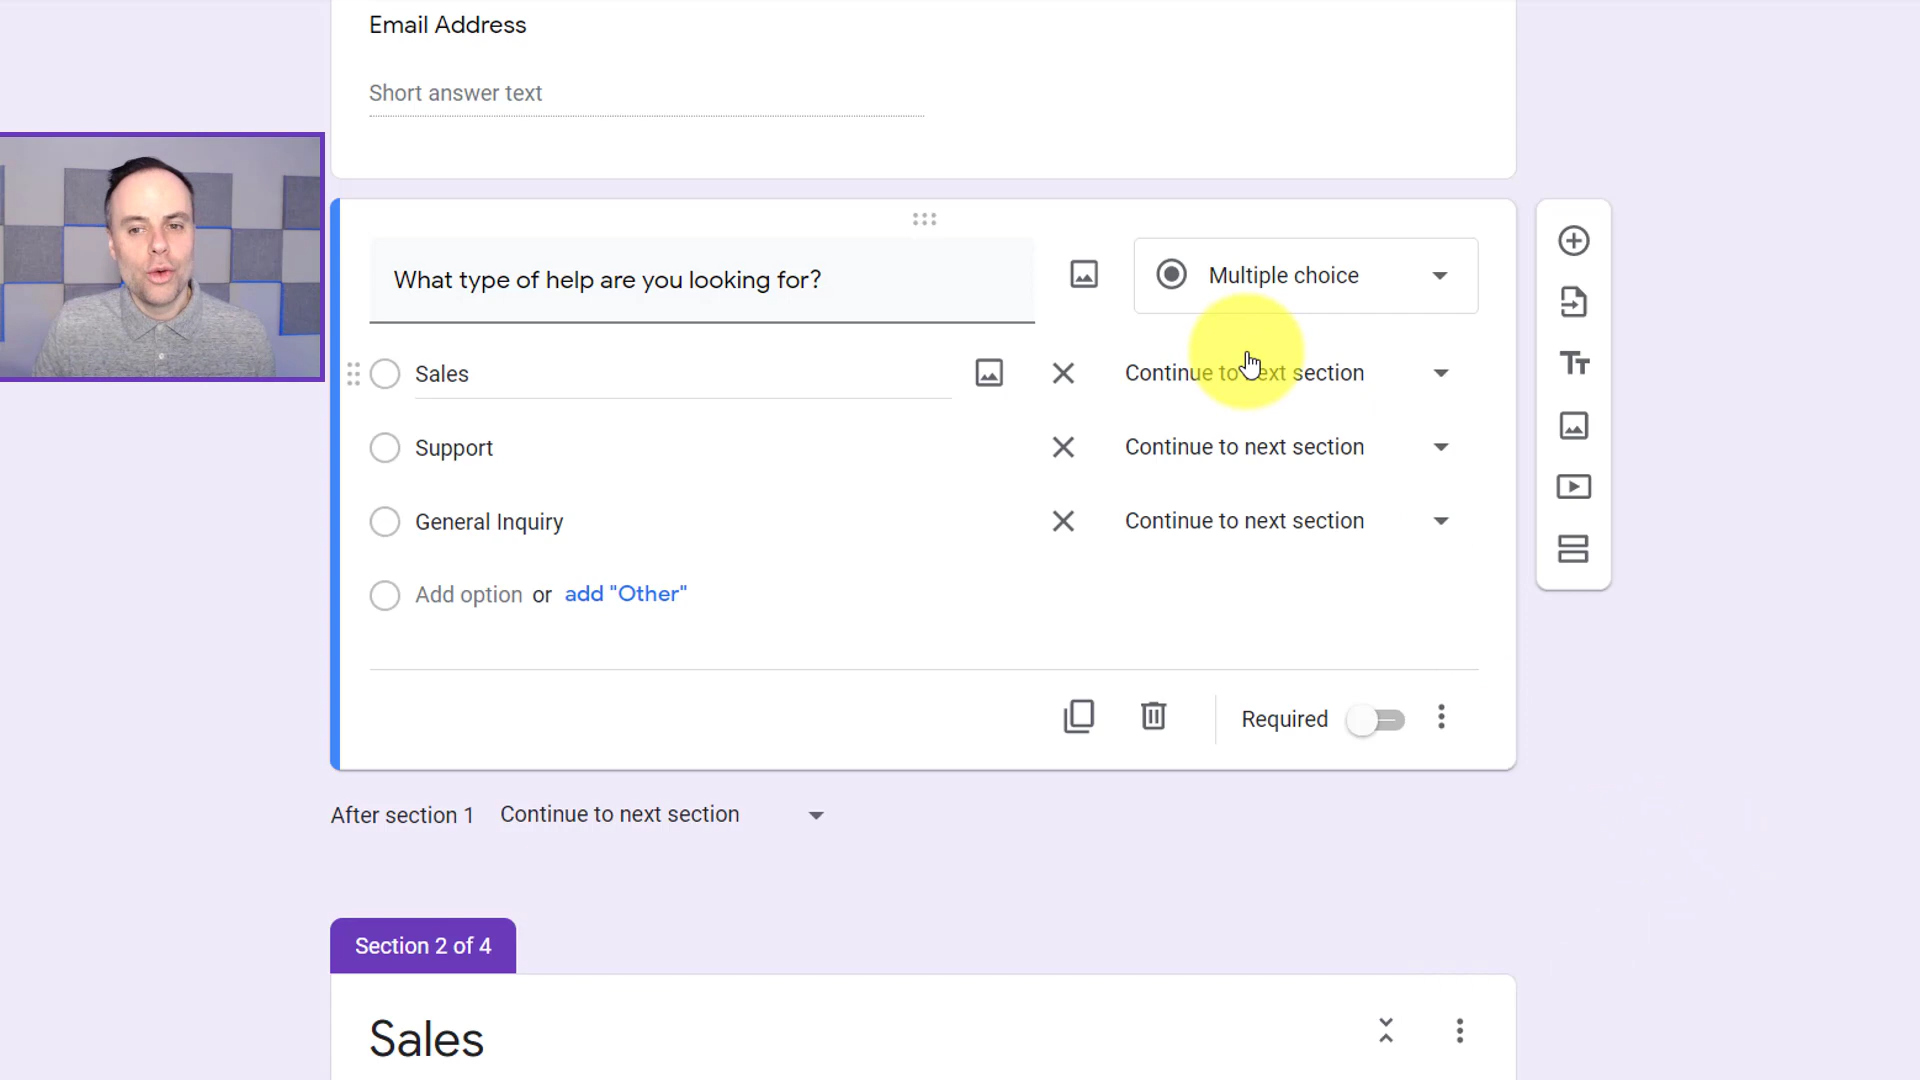 Email Address
Short answer text
What type of help are you looking for?
Multiple choice
Sales
Continue to next section
Support
Continue to next section
General Inquiry
Continue to next section
Add option or add "Other"
Required
After section 1 Continue to next section
Section 2 of 4
Sales